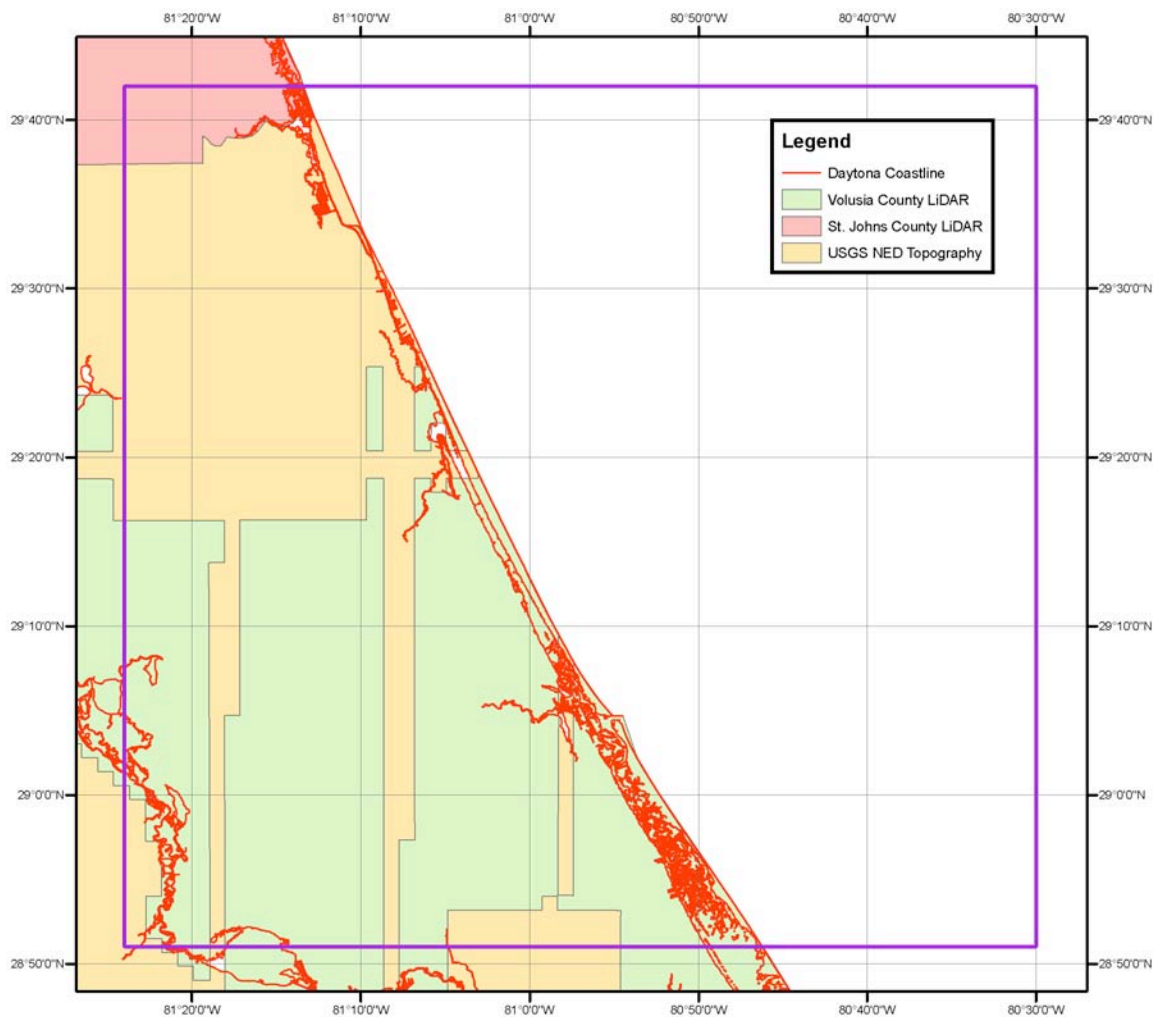 81°20'0"W 81°10'0"W 81°0'0"W 80°50'0"W 80°40'0"W 80°30'0"W
29°40'0"N 29°40'0"N
Legend
Daytona Coastline
Volusia County LiDAR
St. Johns County LiDAR
USGS NED Topography
29°30'0"N 29°30'0"N
29°20'0"N 29°20'0"N
29°10'0"N 29°10'0"N
29°0'0"N 29°0'0"N
28°50'0"N 28°50'0"N
81°20'0"W 81°10'0"W 81°0'0"W 80°50'0"W 80°40'0"W 80°30'0"W